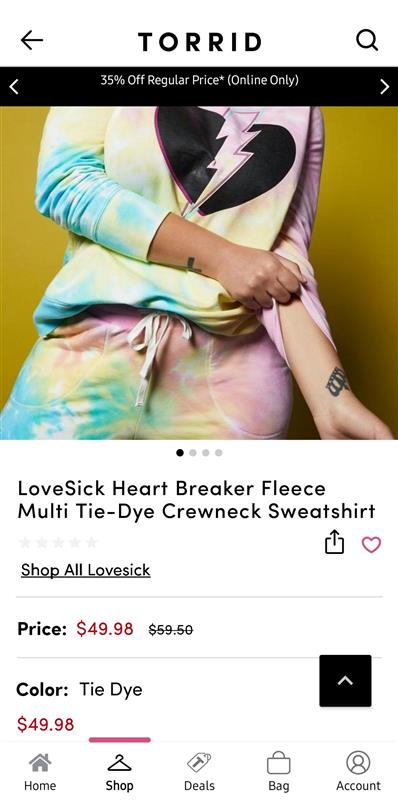 TORRID
35% Off Regular Price* (Online Only)
LoveSick Heart Breaker Fleece
Multi Tie-Dye Crewneck Sweatshirt
Shop All Lovesick
Price: $49.98 $59.50
Color: Tie Dye
$49.98
Home Shop Deals Bag Account